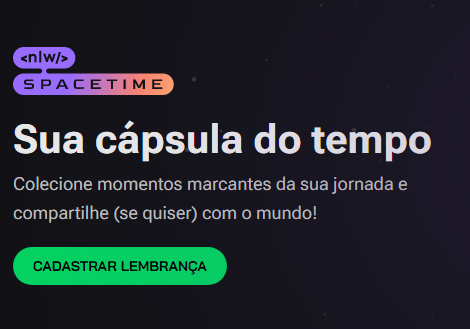 <nlw/>
SPACETIME
Sua cápsula do tempo
Colecione momentos marcantes da sua jornada e
compartilhe (se quiser) com o mundo!
CADASTRAR LEMBRANÇA